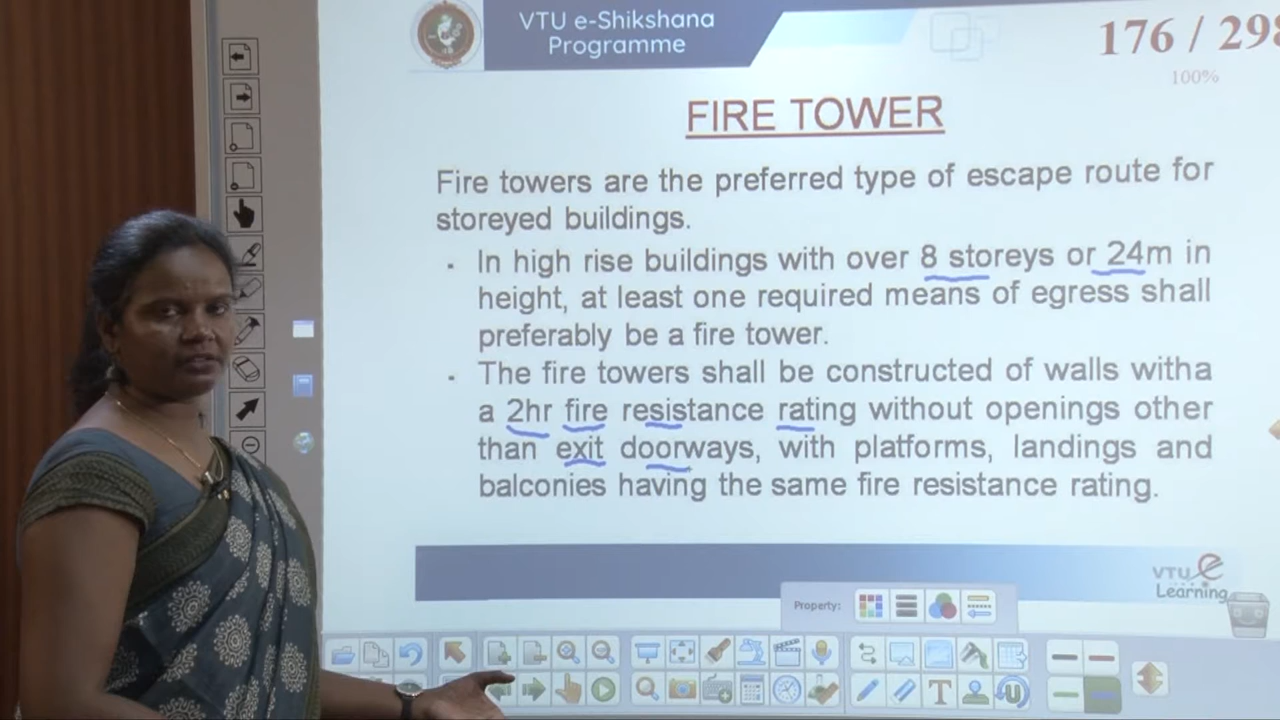 VTU e-Shikshana
Programme
176 / 298
100%
FIRE TOWER
Fire towers are the preferred type of escape route for
storeyed buildings.
- In high rise buildings with over 8 storeys or 24m in
height, at least one required means of egress shall
preferably be a fire tower.
- The fire towers shall be constructed of walls witha
a 2hr fire resistance rating without openings other
than exit doorways, with platforms, landings and
balconies having the same fire resistance rating.
VTU e
Learning
Property:
T